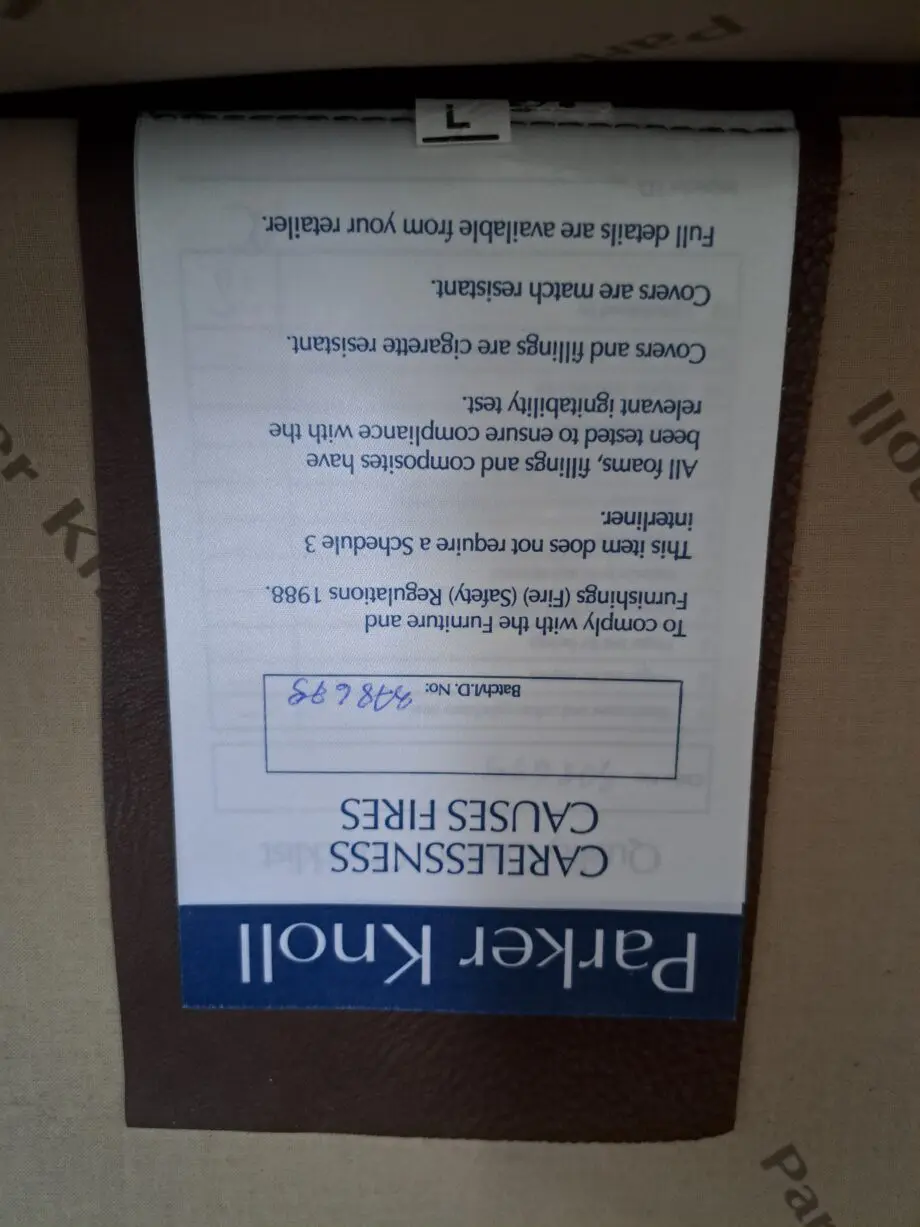 Parker Knoll
CARELESSNESS
CAUSES FIRES
Batch/I.D. No:
To comply with the Furniture and
Furnishings (Fire) (Safety) Regulations 1988.
This item does not require a Schedule 3
interliner.
All foams, fillings and composites have
been tested to ensure compliance with the
relevant ignitability test.
Covers and fillings are cigarette resistant.
Covers are match resistant.
Full details are available from your retailer.
L